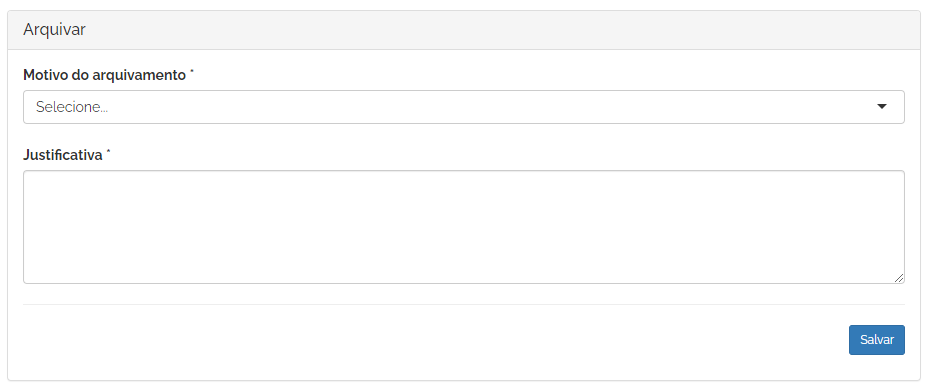 Arquivar
Motivo do arquivamento *
Selecione...
Justificativa *
Salvar